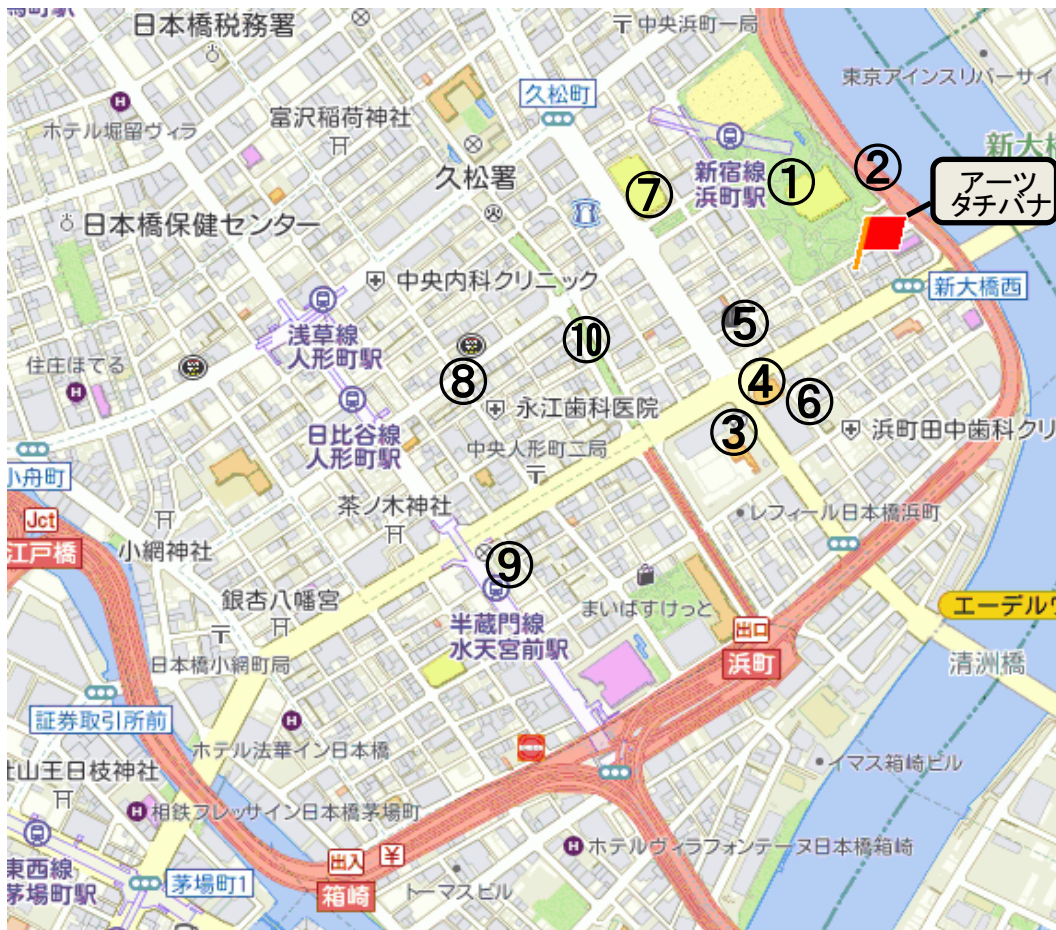 日本橋税務署
中央浜町一局
東京アインスリバーサイ
久松町
ホテル堀留ヴィラ
富沢稲荷神社
新宿線
浜町駅
①
②
新大橋
アーツ
タチバナ
久松署
⑦
日本橋保健センター
中央内科クリニック
新大橋西
浅草線
人形町駅
⑤
⑩
住庄ほてる
⑧
④
⑥
永江歯科医院
日比谷線
人形町駅
③
浜町田中歯科クリ
中央人形町二局
小舟町
茶ノ木神社
レフィール日本橋浜町
Jct
江戸橋
小網神社
⑨
銀杏八幡宮
まいばすけっと
エーデルワ
半蔵門線
水天宮前駅
出口
浜町
清洲橋
日本橋小網町局
証券取引所前
ホテル法華イン日本橋
イマス箱崎ビル
山王日枝神社
相鉄フレッサイン日本橋茅場町
ホテルヴィラフォンテーヌ日本橋箱崎
東西線
茅場町駅
茅場町1
出入
¥
箱崎
トーマスビル